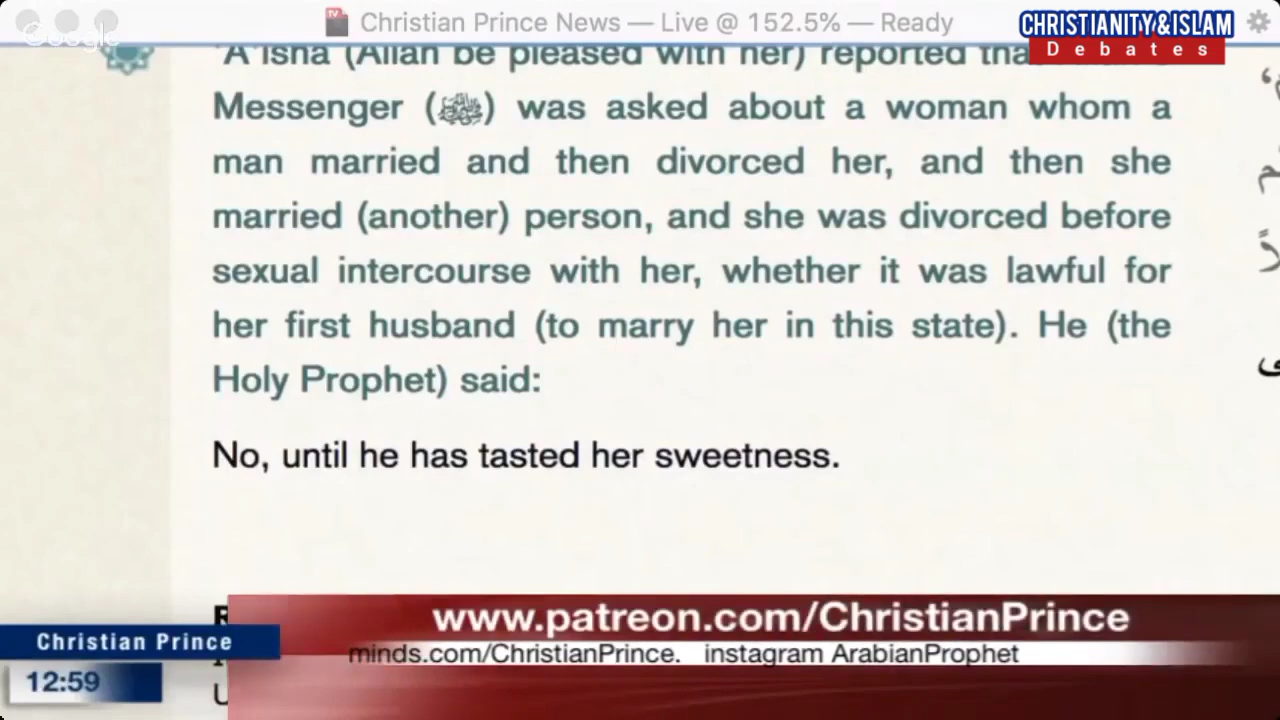 Christian Prince News — Live @ 152.5% — Ready
CHRISTIANITY&ISLAM
Debates
Google
'A'isha (Allah be pleased with her) reported
Messenger (ﷺ) was asked about a woman whom a
man married and then divorced her, and then she
married (another) person, and she was divorced before
sexual intercourse with her, whether it was lawful for
her first husband (to marry her in this state). He (the
Holy Prophet) said:
No, until he has tasted her sweetness.
www.patreon.com/ChristianPrince
Christian Prince
minds.com/ChristianPrince. instagram ArabianProphet
12:59